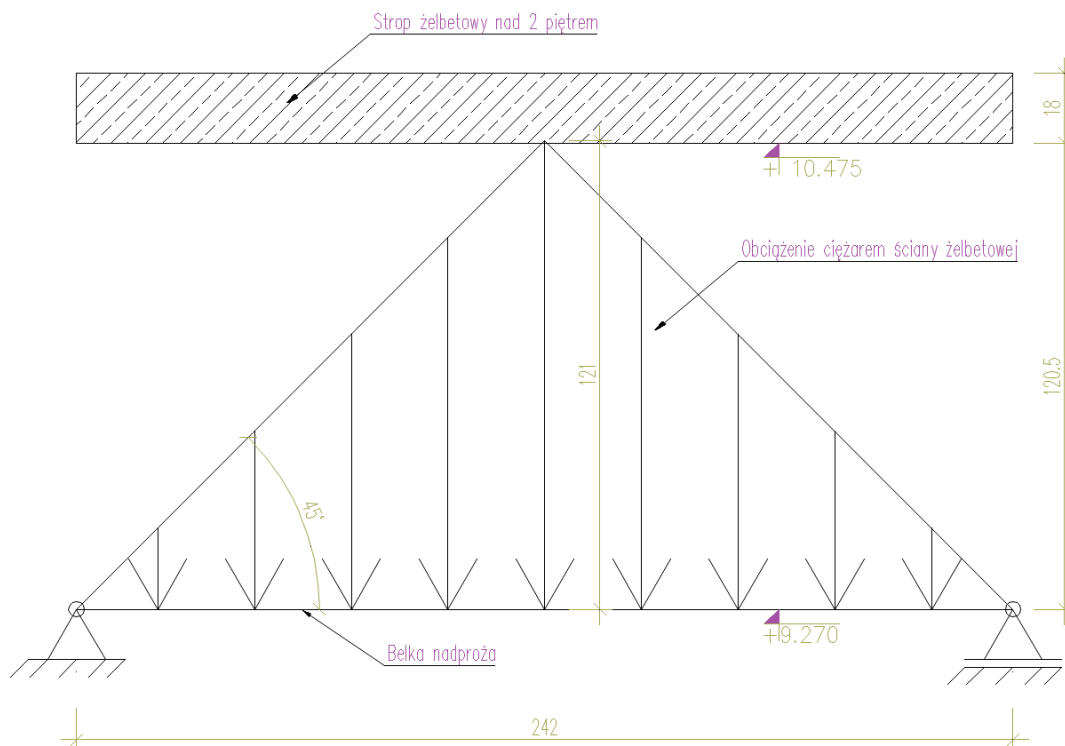 Strop żelbetowy nad 2 piętrem
18
+ 10.475
Obciążenie ciężarem ściany żelbetowej
121
120.5
45°
+9.270
Belka nadproża
242